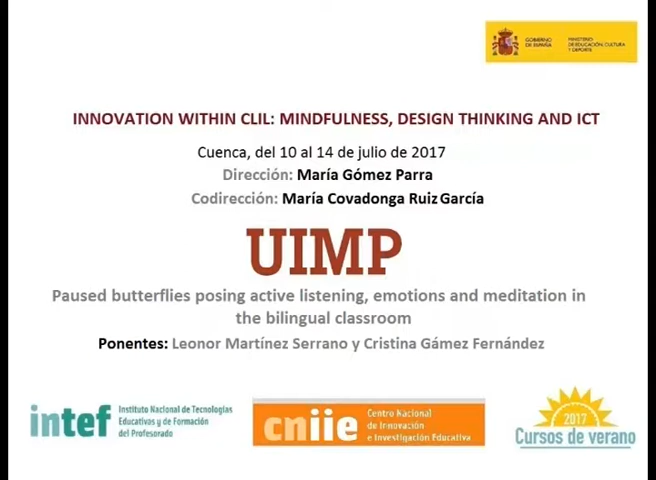 GOBIERNO
DE ESPAÑA
MINISTERIO
DE EDUCACIÓN, CULTURA
Y DEPORTE
INNOVATION WITHIN CLIL: MINDFULNESS, DESIGN THINKING AND ICT
Cuenca, del 10 al 14 de julio de 2017
Dirección: María Gómez Parra
Codirección: María Covadonga Ruiz García
UIMP
Paused butterflies posing active listening, emotions and meditation in
the bilingual classroom
Ponentes: Leonor Martínez Serrano y Cristina Gámez Fernández
intef
Instituto Nacional de Tecnologías
Educativas y de Formación
del Profesorado
cniie
Centro Nacional
de Innovación
e Investigación Educativa
2017
Cursos de verano